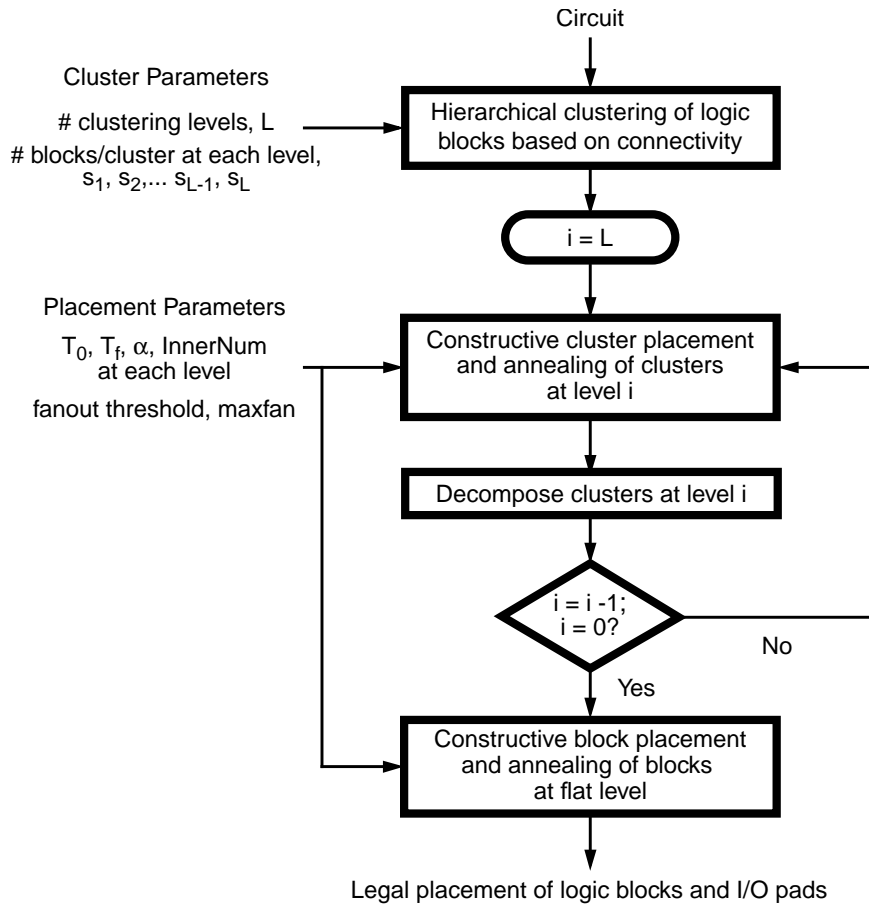 Circuit
Cluster Parameters
# clustering levels, L
# blocks/cluster at each level,
s1, s2,... sL-1, sL
Hierarchical clustering of logic
blocks based on connectivity
i = L
Placement Parameters
T0, Tf, α, InnerNum
at each level
fanout threshold, maxfan
Constructive cluster placement
and annealing of clusters
at level i
Decompose clusters at level i
i = i -1;
i = 0?
No
Yes
Constructive block placement
and annealing of blocks
at flat level
Legal placement of logic blocks and I/O pads